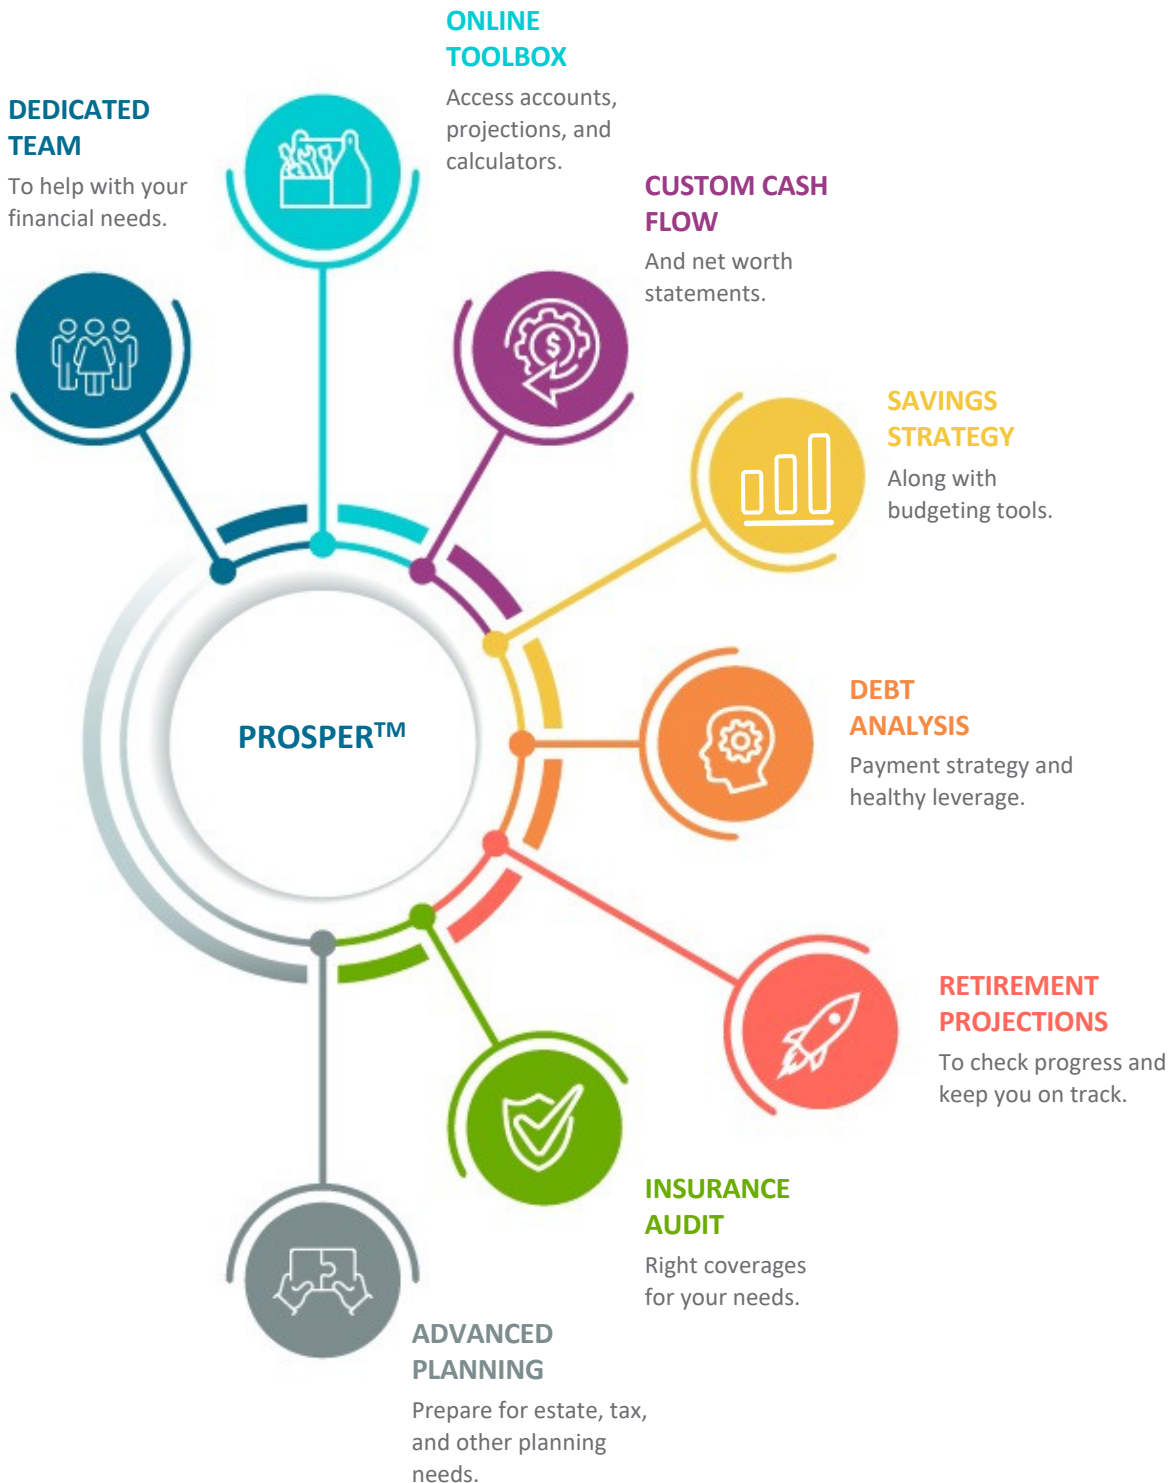 ONLINE
TOOLBOX
Access accounts,
projections, and
calculators.
DEDICATED
TEAM
To help with your
financial needs.
CUSTOM CASH
FLOW
And net worth
statements.
$
SAVINGS
STRATEGY
Along with
budgeting tools.
PROSPER™
DEBT
ANALYSIS
Payment strategy and
healthy leverage.
RETIREMENT
PROJECTIONS
To check progress and
keep you on track.
INSURANCE
AUDIT
Right coverages
for your needs.
ADVANCED
PLANNING
Prepare for estate, tax,
and other planning
needs.